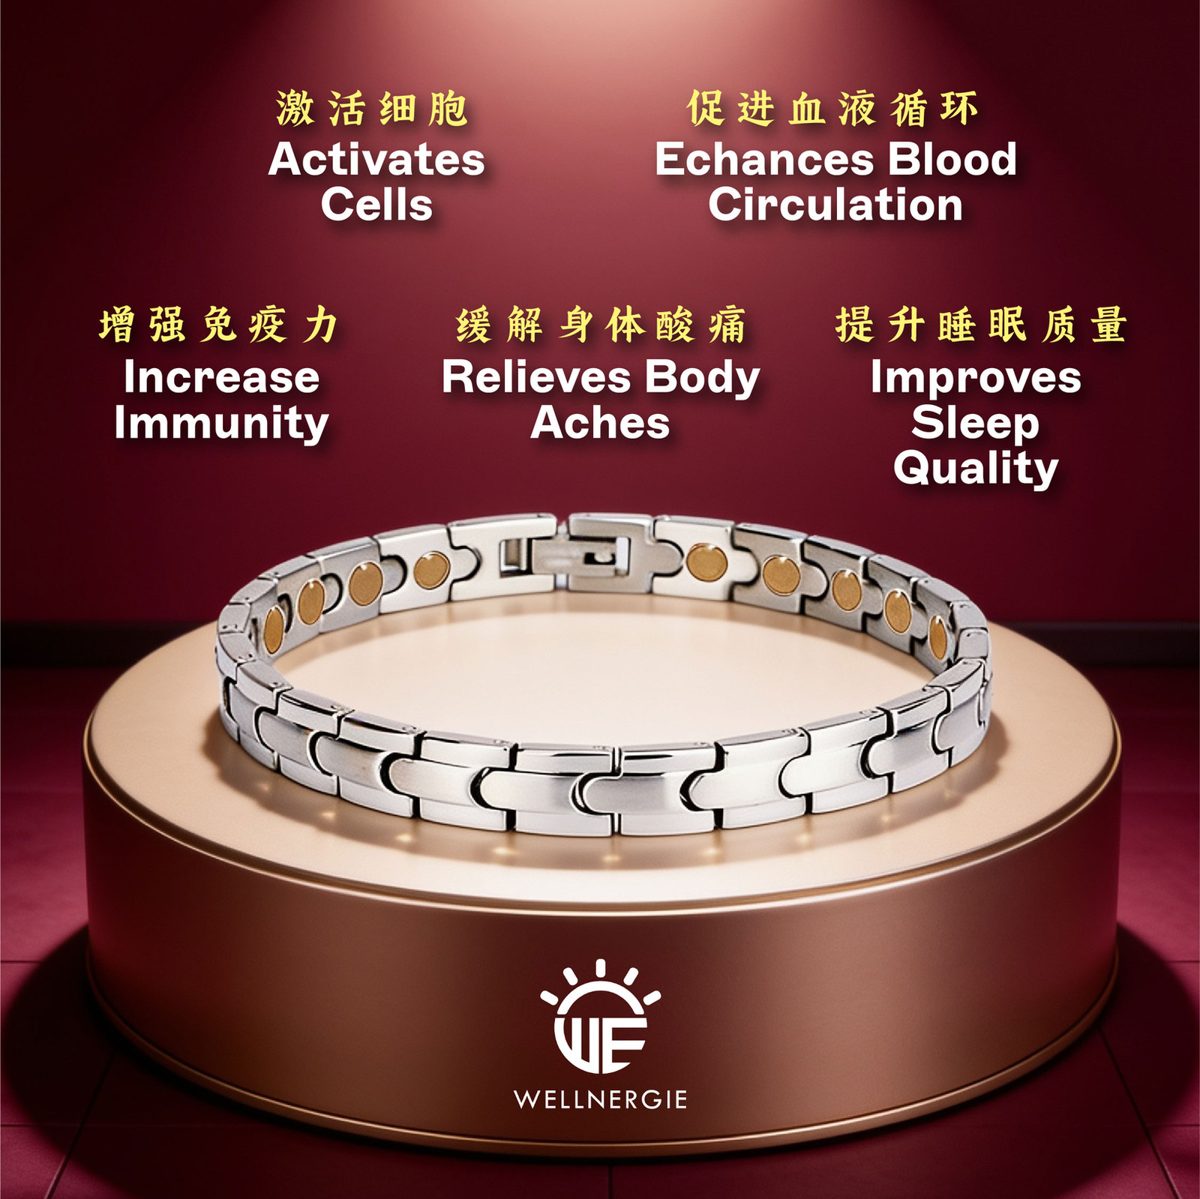 激活细胞
Activates
Cells
促进血液循环
Echances Blood
Circulation
增强免疫力
Increase
Immunity
缓解身体酸痛
Relieves Body
Aches
提升睡眠质量
Improves
Sleep
Quality
WE
WELLNERGIE